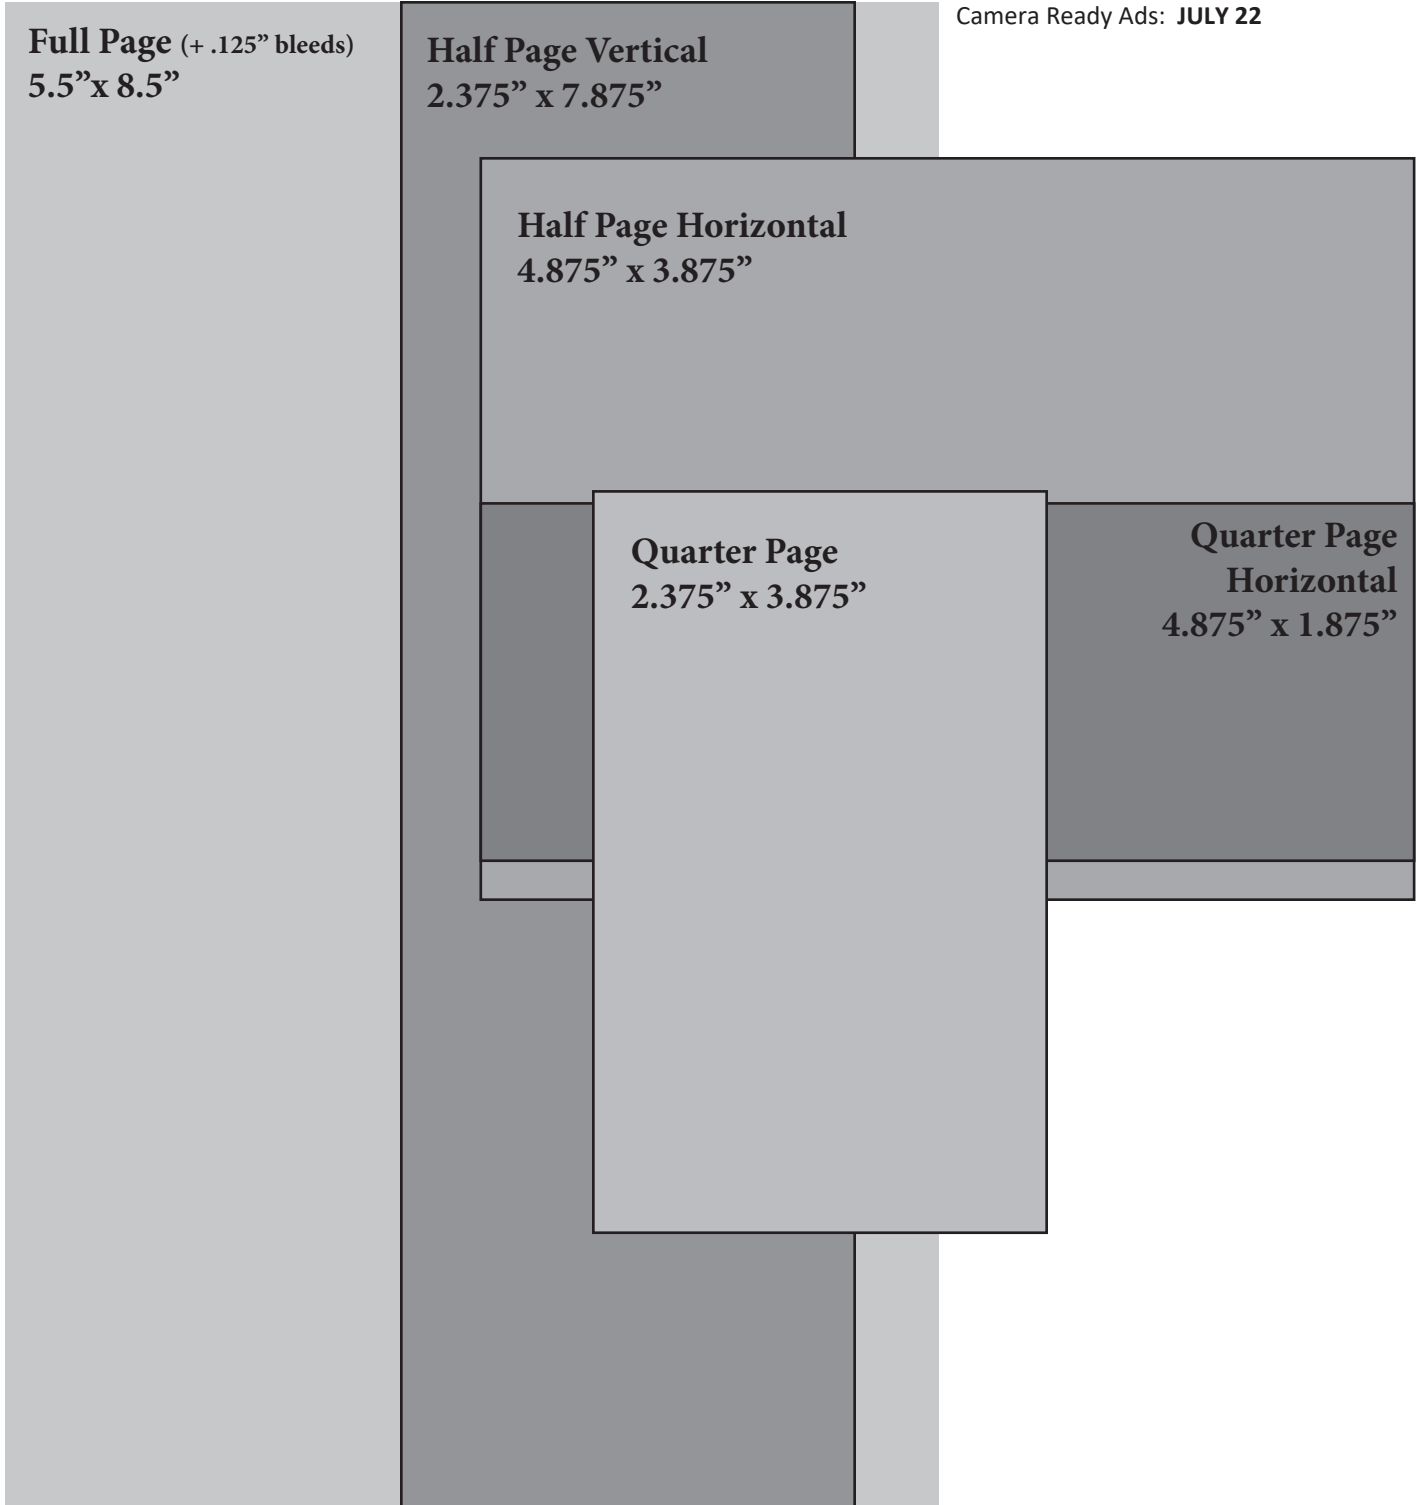 Camera Ready Ads:  JULY 22
Full Page (+ .125” bleeds)
5.5”x 8.5”
Half Page Vertical
2.375” x 7.875”
Half Page Horizontal
4.875” x 3.875”
Quarter Page
2.375” x 3.875”
Quarter Page
Horizontal
4.875” x 1.875”